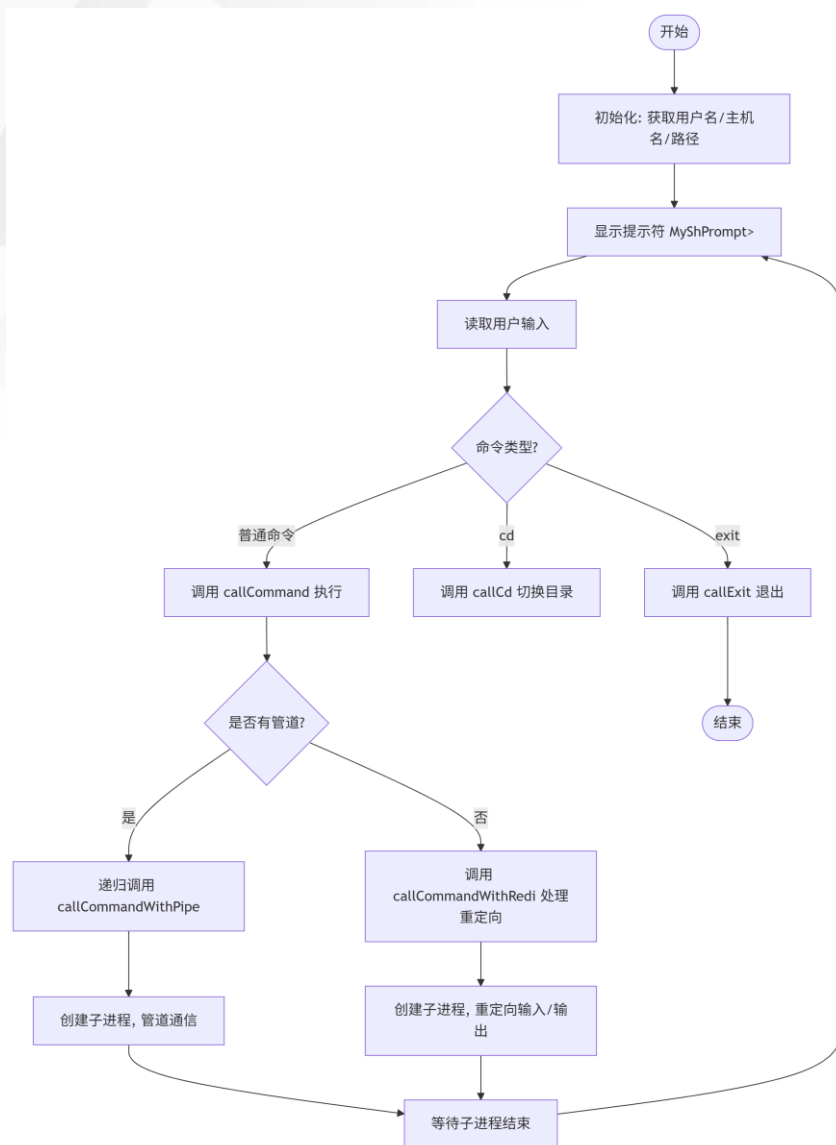 开始
初始化: 获取用户名/主机
名/路径
显示提示符 MyShPrompt>
读取用户输入
命令类型?
普通命令
cd
exit
调用 callCommand 执行
调用 callCd 切换目录
调用 callExit 退出
是否有管道?
结束
是
否
递归调用
callCommandWithPipe
调用
callCommandWithRedi 处理
重定向
创建子进程, 管道通信
创建子进程, 重定向输入/输
出
等待子进程结束